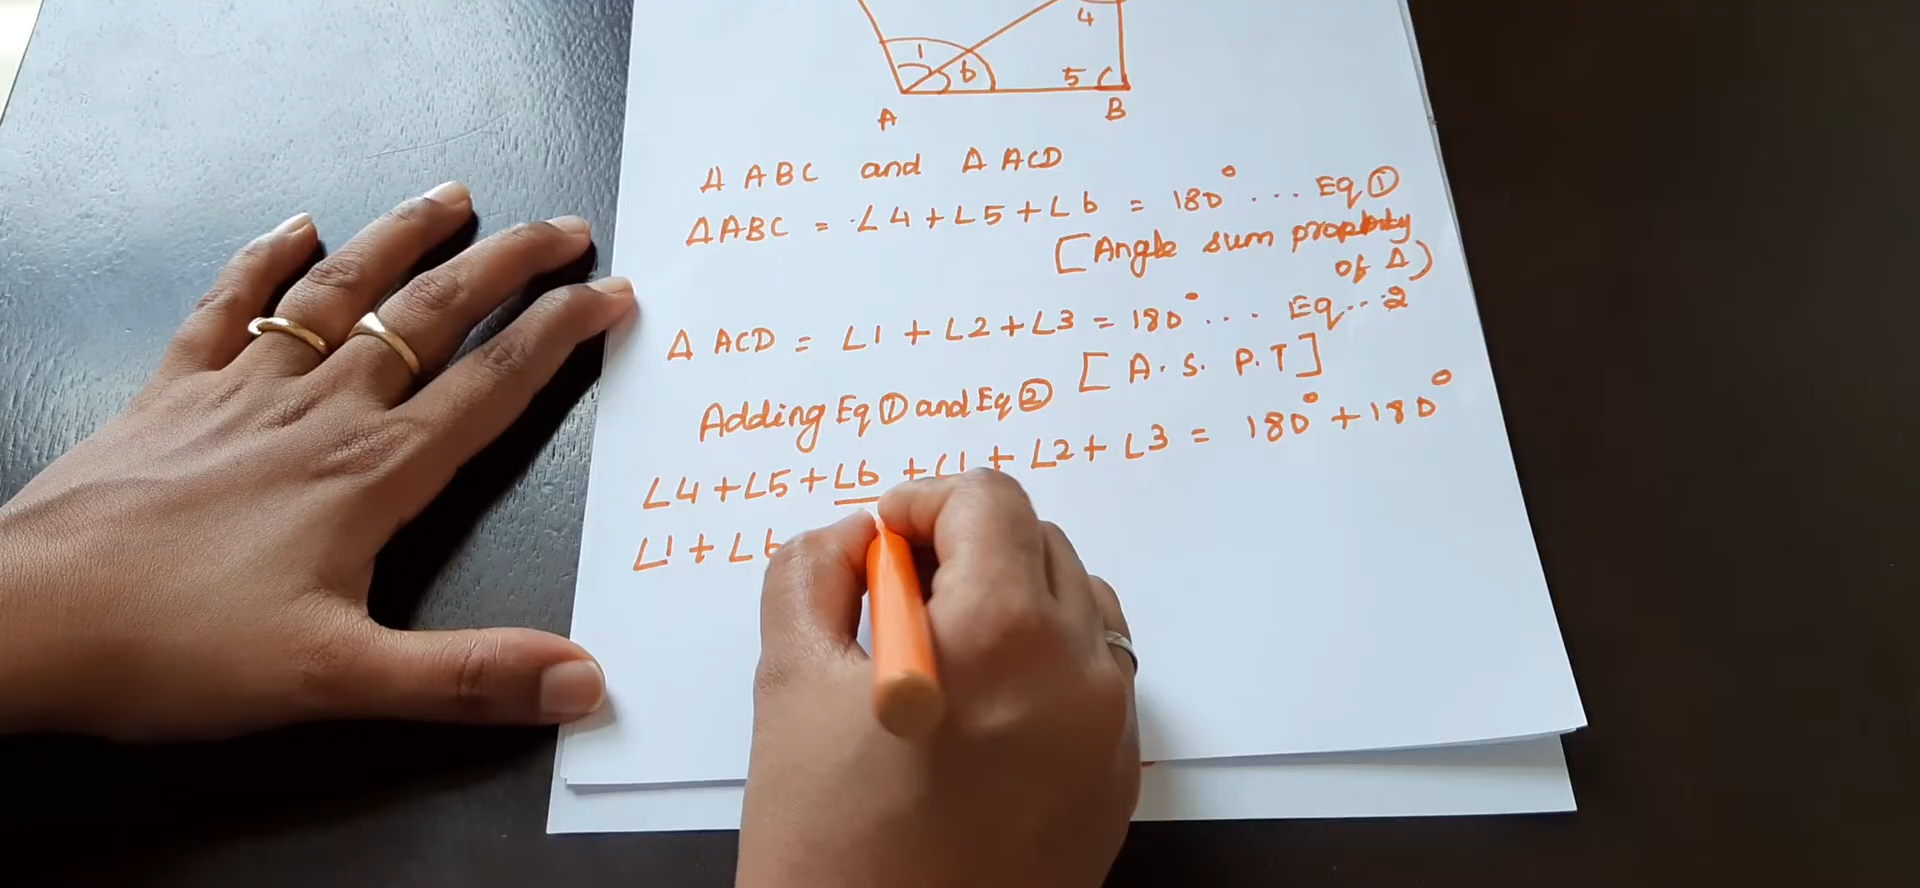 4
1 6 5
A B
Δ ABC and Δ ACD
Δ ABC = ∠4 + ∠5 + ∠6 = 180° ... Eq ①
[Angle sum property
of Δ)
Δ ACD = ∠1 + ∠2 + ∠3 = 180° ... Eq... 2
[A. S. P. T]
Adding Eq ① and Eq ②
∠4 + ∠5 + ∠6 + ∠1 + ∠2 + ∠3 = 180° + 180°
∠1 + ∠6